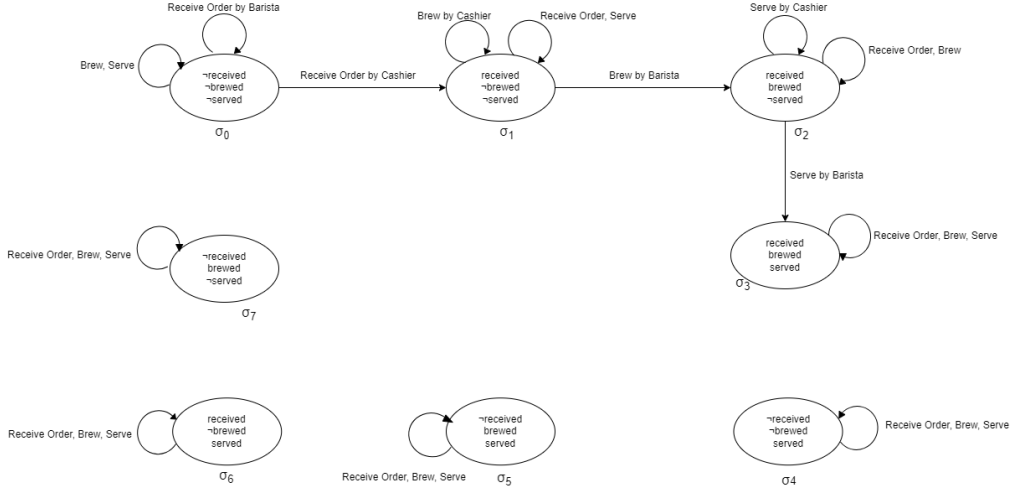 Receive Order by Barista
Brew, Serve
¬received
¬brewed
¬served
σ0
Receive Order by Cashier
Brew by Cashier
Receive Order, Serve
received
¬brewed
¬served
σ1
Brew by Barista
Serve by Cashier
Receive Order, Brew
received
brewed
¬served
σ2
Serve by Barista
received
brewed
served
σ3
Receive Order, Brew, Serve
Receive Order, Brew, Serve
¬received
brewed
¬served
σ7
Receive Order, Brew, Serve
received
¬brewed
served
σ6
Receive Order, Brew, Serve
¬received
brewed
served
σ5
¬received
¬brewed
served
σ4
Receive Order, Brew, Serve